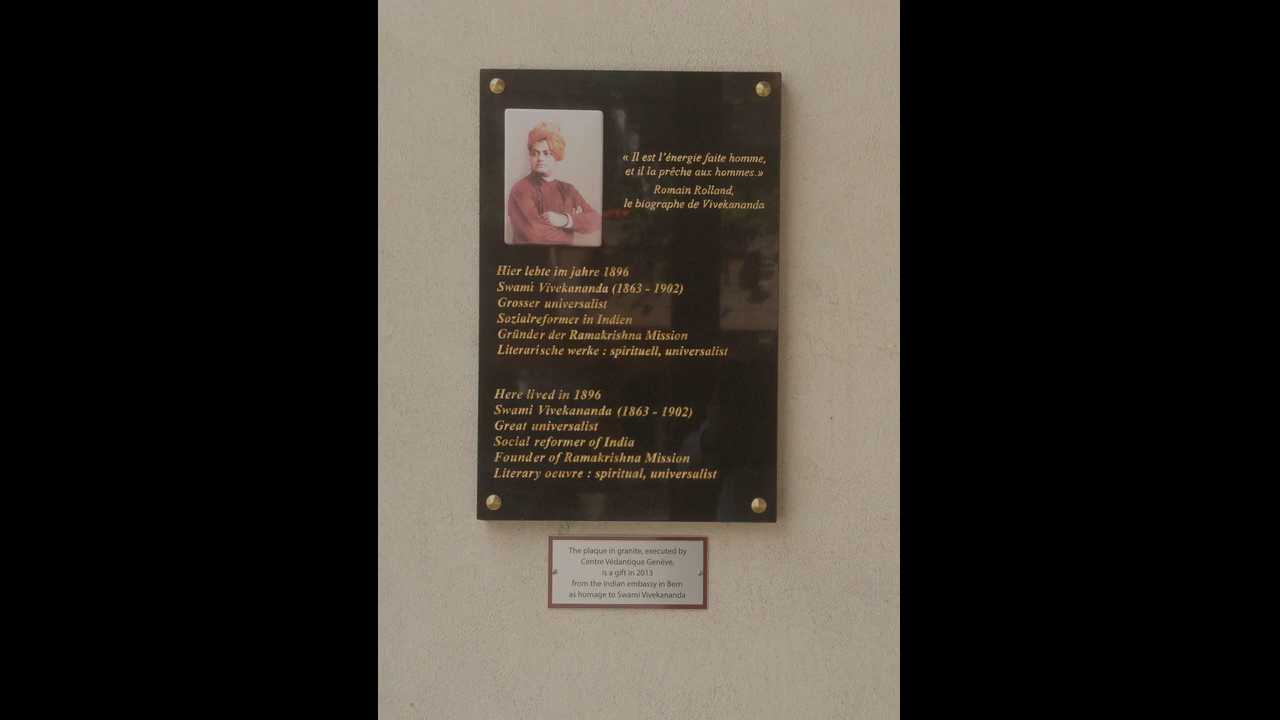 « Il est l'énergie faite homme,
et il la prêche aux hommes.»
Romain Rolland,
le biographe de Vivekananda
Hier lebte im jahre 1896
Swami Vivekananda (1863 - 1902)
Grosser universalist
Sozialreformer in Indien
Gründer der Ramakrishna Mission
Literarische werke : spirituell, universalist
Here lived in 1896
Swami Vivekananda (1863 - 1902)
Great universalist
Social reformer of India
Founder of Ramakrishna Mission
Literary oeuvre : spiritual, universalist
The plaque in granite, executed by
Centre Védantique Genève,
is a gift in 2013
from the Indian embassy in Bern
as homage to Swami Vivekananda